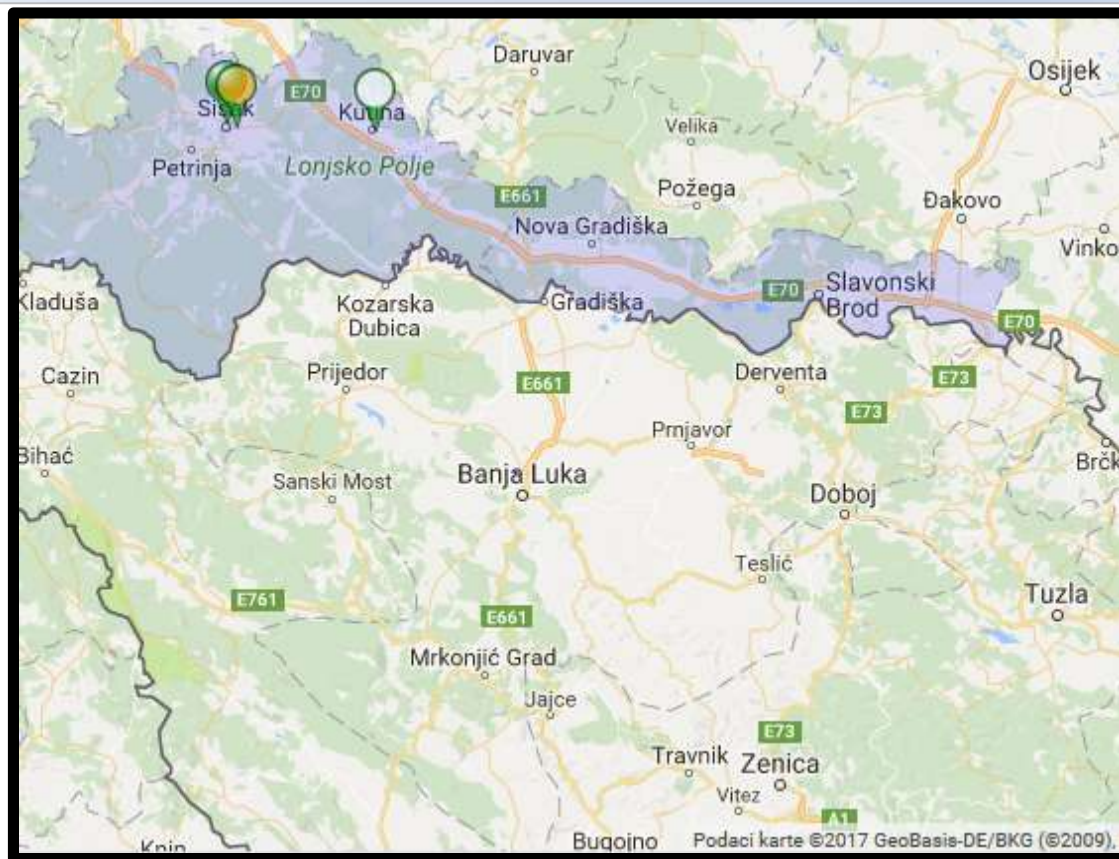 Daruvar
Osijek
E70
Sisak
Kutina
Velika
Petrinja
Lonjsko Polje
E661
Požega
Đakovo
Nova Gradiška
Vinko
Kladuša
Kozarska
Dubica
Gradiška
E70
Slavonski
Brod
E70
Cazin
Prijedor
E661
Derventa
E73
E73
Prnjavor
Bihać
Sanski Most
Banja Luka
Brčk
Doboj
Teslić
E761
E661
Tuzla
Mrkonjić Grad
Jajce
E73
Travnik
Zenica
Vitez
A1
Knin
Bugojno
Podaci karte ©2017 GeoBasis-DE/BKG (©2009),